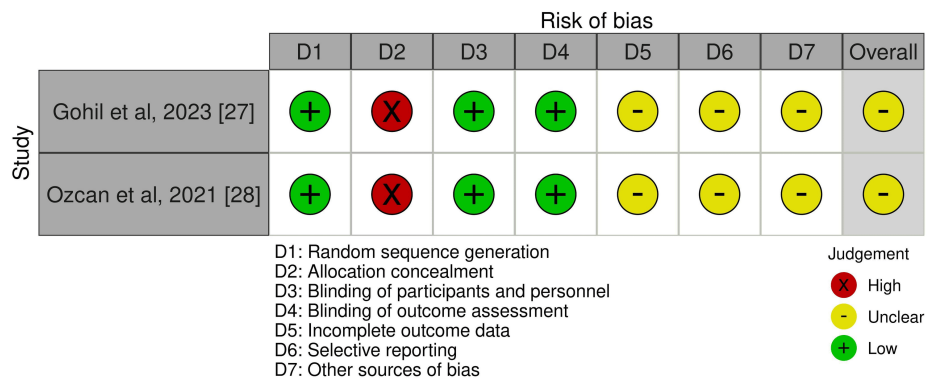 Risk of bias
D1 D2 D3 D4 D5 D6 D7 Overall
Study
Gohil et al, 2023 [27] + X + + - - - -
Ozcan et al, 2021 [28] + X + + - - - -
D1: Random sequence generation
D2: Allocation concealment
D3: Blinding of participants and personnel
D4: Blinding of outcome assessment
D5: Incomplete outcome data
D6: Selective reporting
D7: Other sources of bias
Judgement
X High
- Unclear
+ Low